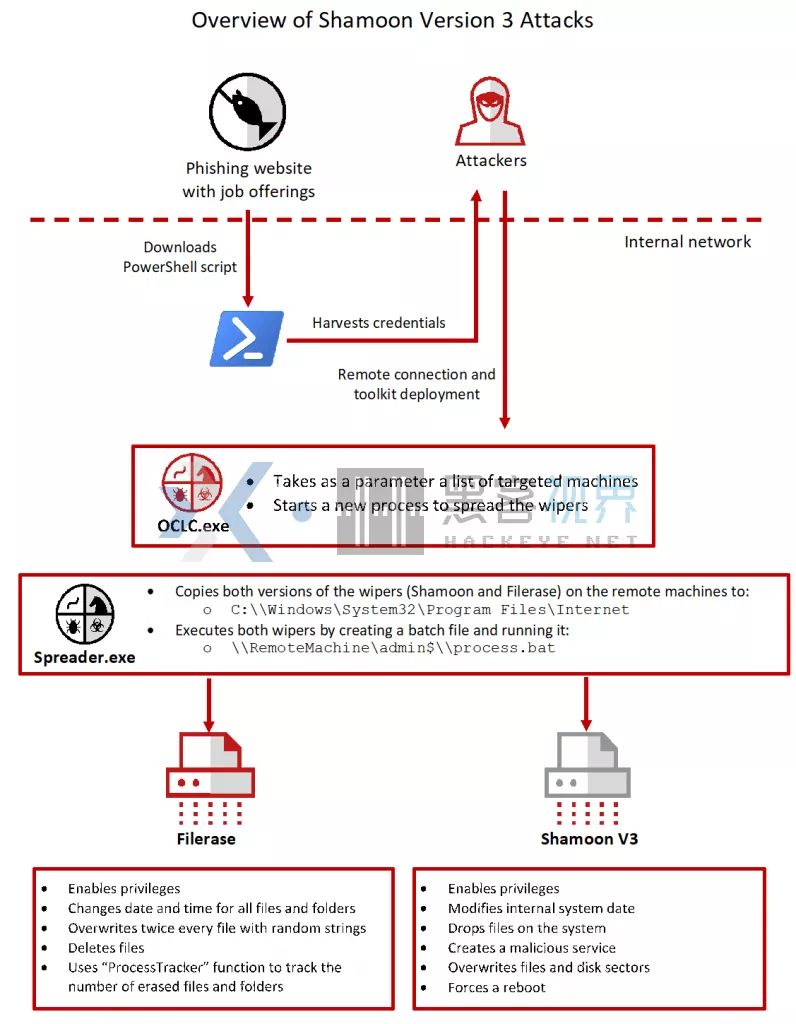 Overview of Shamoon Version 3 Attacks
Phishing website
with job offerings
Attackers
Internal network
Downloads
PowerShell script
Harvests credentials
Remote connection and
toolkit deployment
OCLC.exe
• Takes as a parameter a list of targeted machines
• Starts a new process to spread the wipers
黑客视界
HACKEYE.NET
Spreader.exe
• Copies both versions of the wipers (Shamoon and Filerase) on the remote machines to:
o C:\\Windows\System32\Program Files\Internet
• Executes both wipers by creating a batch file and running it:
o \\RemoteMachine\admin$\\process.bat
Filerase
• Enables privileges
• Changes date and time for all files and folders
• Overwrites twice every file with random strings
• Deletes files
• Uses “ProcessTracker” function to track the
number of erased files and folders
Shamoon V3
• Enables privileges
• Modifies internal system date
• Drops files on the system
• Creates a malicious service
• Overwrites files and disk sectors
• Forces a reboot